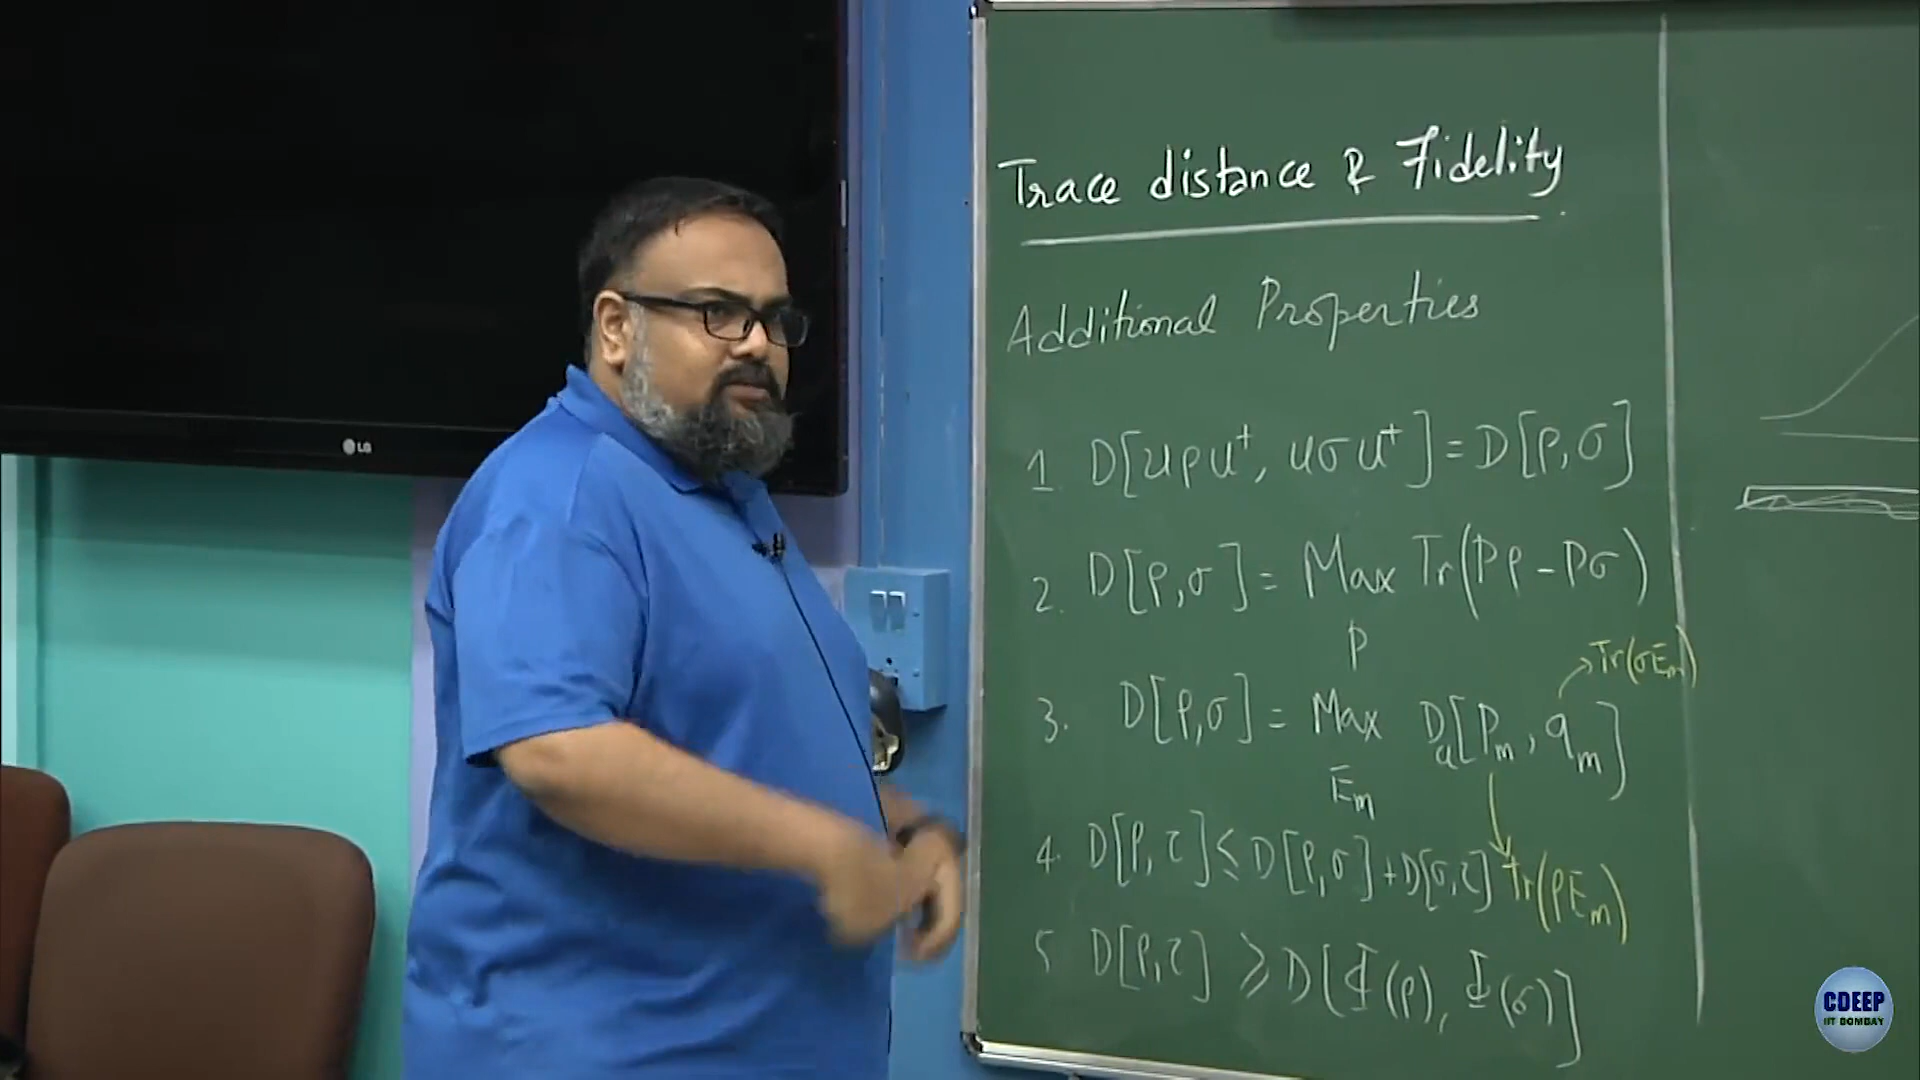 LG
Trace distance & Fidelity
Additional Properties
1 D[UρU†, UσU†] = D[ρ,σ]
2. D[ρ,σ] = Max Tr(Pρ - Pσ)
P
Tr(σEm)
3. D[ρ,σ] = Max D [Pm, qm]
Em
4. D[ρ,τ] ≤ D[ρ,σ] + D[σ,τ]
Tr(ρEm)
5 D[ρ,τ] ≥ D[Φ(ρ), Φ(σ)]
CDEEP
IIT BOMBAY